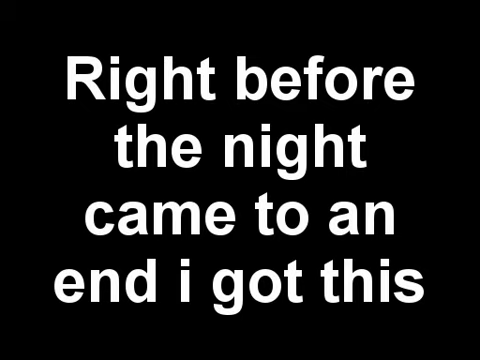 Right before
the night
came to an
end i got this